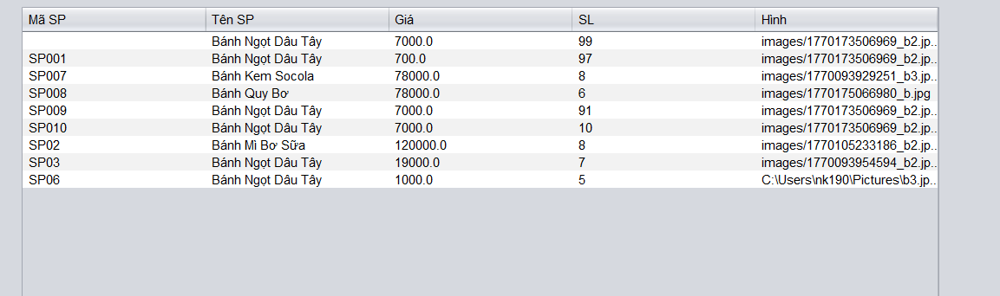 Mã SP Tên SP Giá SL Hình
Bánh Ngọt Dâu Tây 7000.0 99 images/1770173506969_b2.jp..
SP001 Bánh Ngọt Dâu Tây 700.0 97 images/1770173506969_b2.jp..
SP007 Bánh Kem Socola 78000.0 8 images/1770093929251_b3.jp..
SP008 Bánh Quy Bơ 78000.0 6 images/1770175066980_b.jpg
SP009 Bánh Ngọt Dâu Tây 7000.0 91 images/1770173506969_b2.jp..
SP010 Bánh Ngọt Dâu Tây 7000.0 10 images/1770173506969_b2.jp..
SP02 Bánh Mì Bơ Sữa 120000.0 8 images/1770105233186_b2.jp..
SP03 Bánh Ngọt Dâu Tây 19000.0 7 images/1770093954594_b2.jp..
SP06 Bánh Ngọt Dâu Tây 1000.0 5 C:\Users\nk190\Pictures\b3.jp..